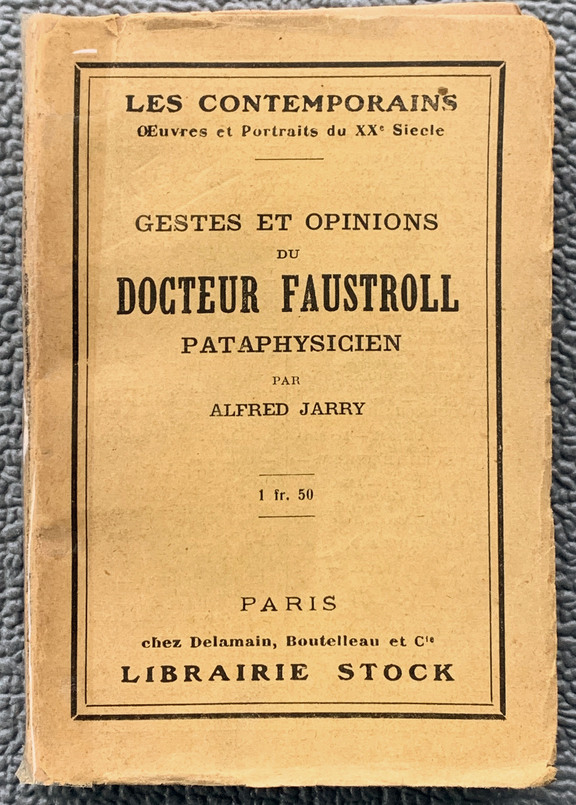 LES CONTEMPORAINS
Œuvres et Portraits du XXᵉ Siecle
GESTES ET OPINIONS
DU
DOCTEUR FAUSTROLL
PATAPHYSICIEN
PAR
ALFRED JARRY
1 fr. 50
PARIS
chez Delamain, Boutelleau et Cⁱᵉ
LIBRAIRIE STOCK